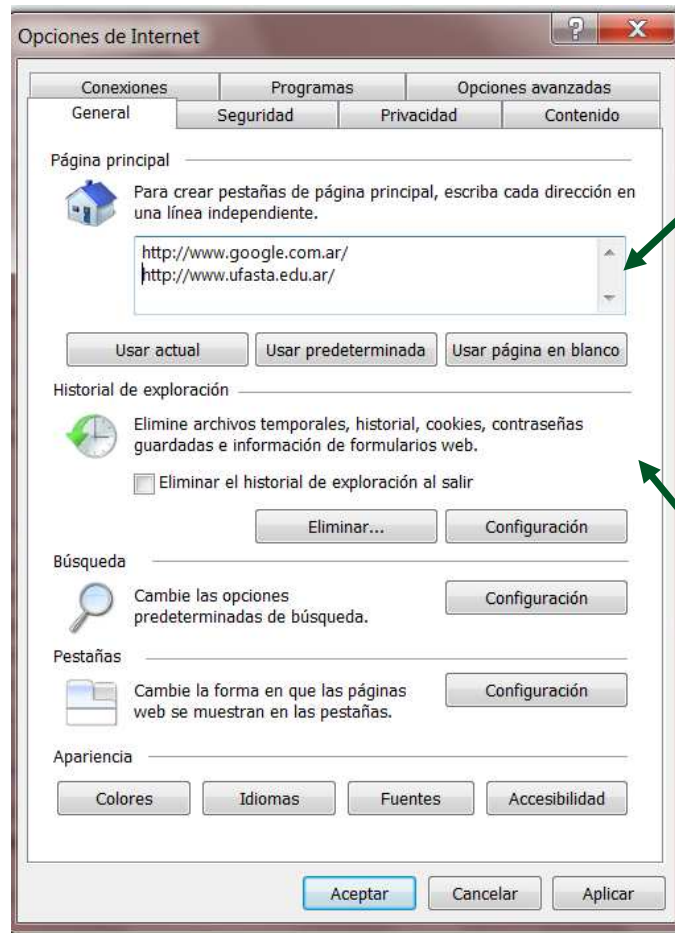 Opciones de Internet
Conexiones Programas Opciones avanzadas
General Seguridad Privacidad Contenido
Página principal
Para crear pestañas de página principal, escriba cada dirección en
una línea independiente.
http://www.google.com.ar/
http://www.ufasta.edu.ar/
Usar actual Usar predeterminada Usar página en blanco
Historial de exploración
Elimine archivos temporales, historial, cookies, contraseñas
guardadas e información de formularios web.
Eliminar el historial de exploración al salir
Eliminar... Configuración
Búsqueda
Cambie las opciones
predeterminadas de búsqueda.
Configuración
Pestañas
Cambie la forma en que las páginas
web se muestran en las pestañas.
Configuración
Apariencia
Colores Idiomas Fuentes Accesibilidad
Aceptar Cancelar Aplicar